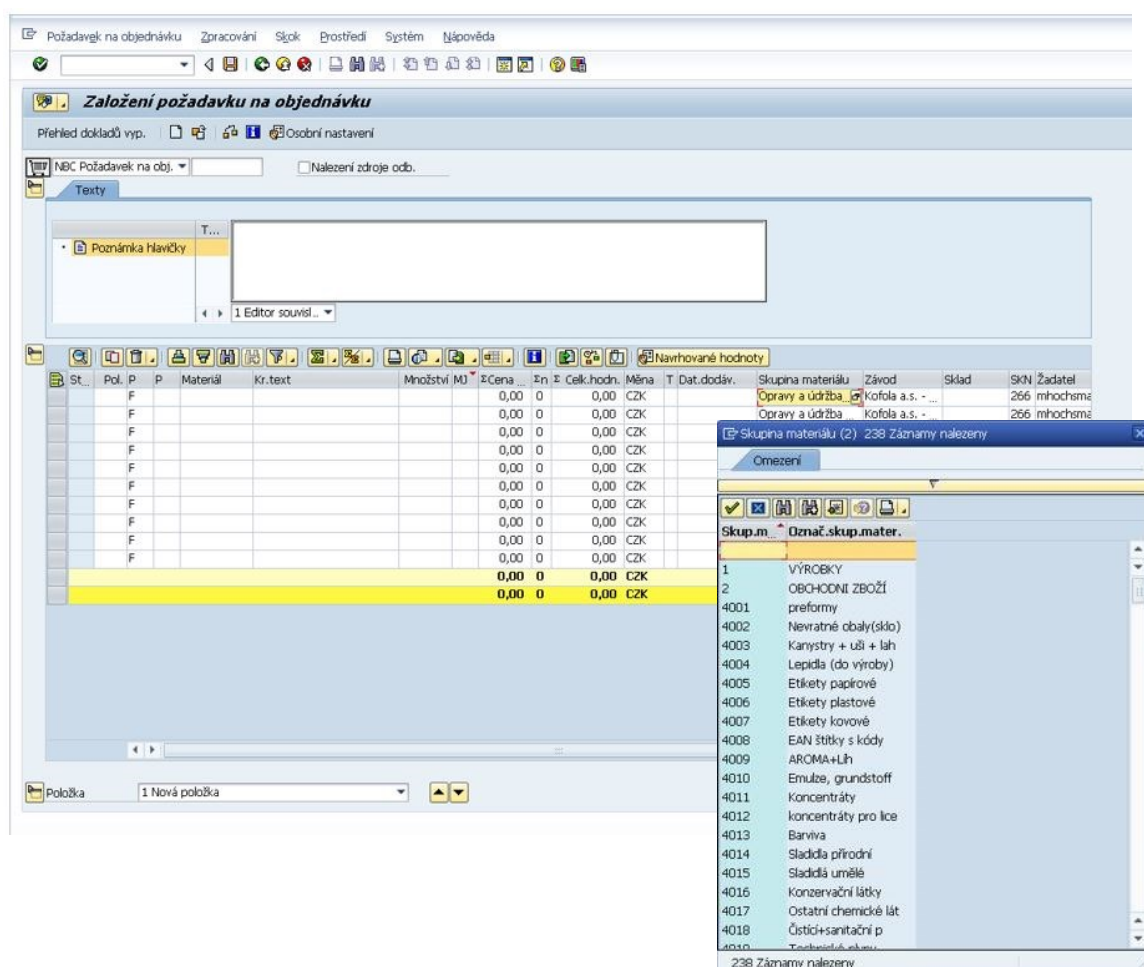 Požadavek na objednávku Zpracování Skok Prostředí Systém Nápověda
Založení požadavku na objednávku
Přehled dokladů vyp. Osobní nastavení
NBC Požadavek na obj. Nalezení zdroje odb.
Texty
T...
Poznámka hlavičky
1 Editor souvisl..
Navrhované hodnoty
St... Pol. P P Materiál Kr.text Množství MJ ΣCena ... Σn Σ Celk.hodn. Měna T Dat.dodáv. Skupina materiálu Závod Sklad SKN Žadatel
F 0,00 0 0,00 CZK Opravy a údržba Kofola a.s. - ... 266 mhochsma
F 0,00 0 0,00 CZK Opravy a údržba Kofola a.s. - ... 266 mhochsma
F 0,00 0 0,00 CZK
F 0,00 0 0,00 CZK
F 0,00 0 0,00 CZK
F 0,00 0 0,00 CZK
F 0,00 0 0,00 CZK
F 0,00 0 0,00 CZK
F 0,00 0 0,00 CZK
F 0,00 0 0,00 CZK
0,00 0 0,00 CZK
0,00 0 0,00 CZK
Položka 1 Nová položka
Skupina materiálu (2) 238 Záznamy nalezeny
Omezení
Skup.m... Označ.skup.mater.
1 VÝROBKY
2 OBCHODNI ZBOŽÍ
4001 preformy
4002 Nevratné obaly(sklo)
4003 Kanystry + uši + lah
4004 Lepidla (do výroby)
4005 Etikety papírové
4006 Etikety plastové
4007 Etikety kovové
4008 EAN štítky s kódy
4009 AROMA+Líh
4010 Emulze, grundstoff
4011 Koncentráty
4012 koncentráty pro lice
4013 Barviva
4014 Sladidla přírodní
4015 Sladidlá umělé
4016 Konzervační látky
4017 Ostatní chemické lát
4018 Čistící+sanitační p
4019 Technické plyny
238 Záznamy nalezeny